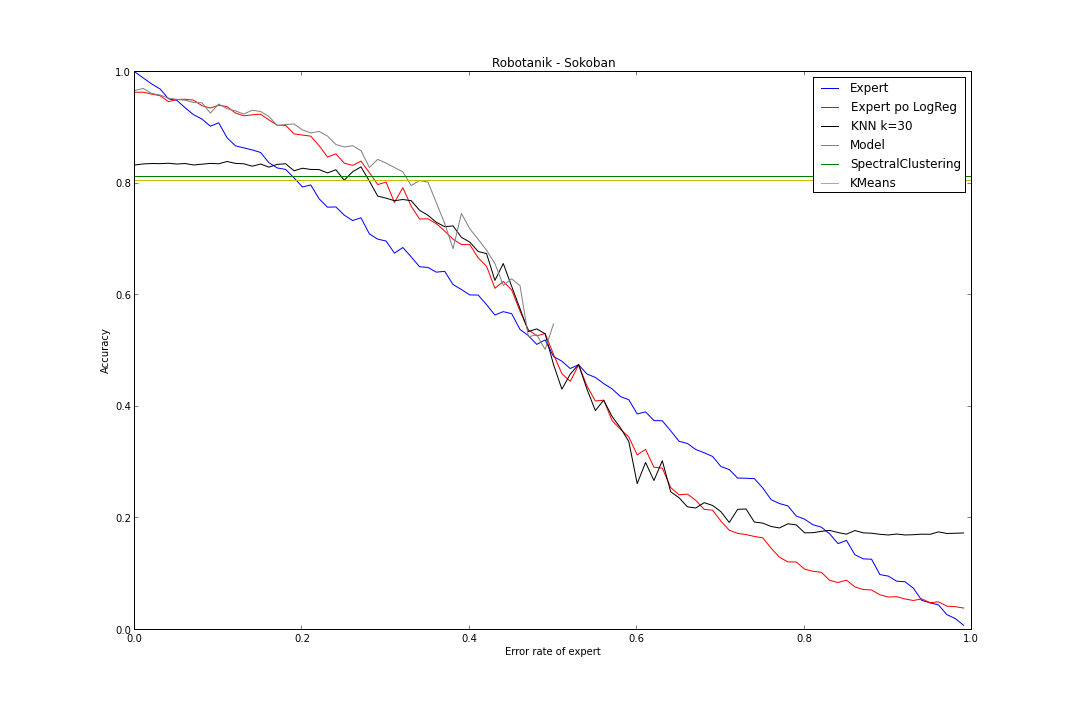 Robotanik - Sokoban
1.0
0.8
0.6
0.4
0.2
0.0
Accuracy
Expert
Expert po LogReg
KNN k=30
Model
SpectralClustering
KMeans
0.0 0.2 0.4 0.6 0.8 1.0
Error rate of expert